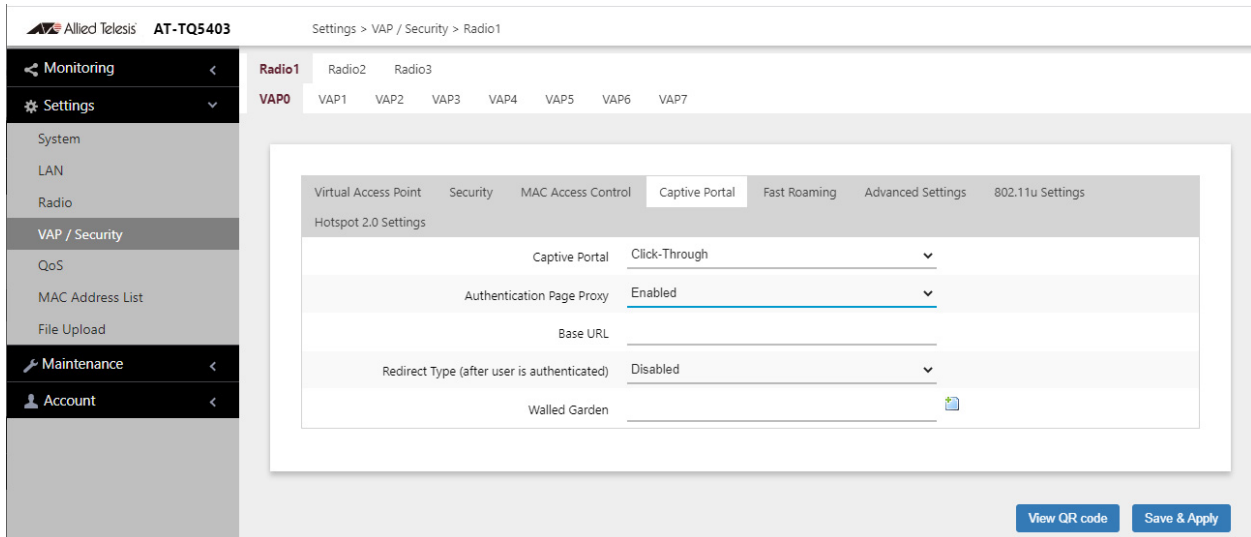 Allied Telesis AT-TQ5403 Settings > VAP / Security > Radio1
Monitoring Radio1 Radio2 Radio3
Settings VAP0 VAP1 VAP2 VAP3 VAP4 VAP5 VAP6 VAP7
System
LAN
Radio
VAP / Security
QoS
MAC Address List
File Upload
Maintenance
Account
Virtual Access Point Security MAC Access Control Captive Portal Fast Roaming Advanced Settings 802.11u Settings
Hotspot 2.0 Settings
Captive Portal Click-Through
Authentication Page Proxy Enabled
Base URL
Redirect Type (after user is authenticated) Disabled
Walled Garden
View QR code Save & Apply